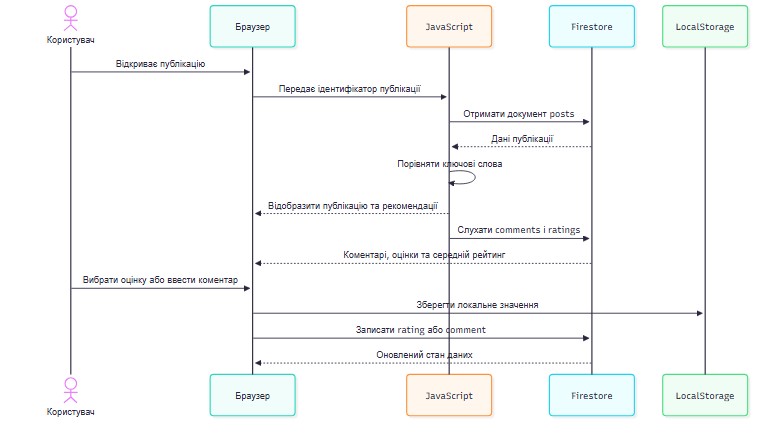 Користувач
Браузер
JavaScript
Firestore
LocalStorage
Відкриває публікацію
Передає ідентифікатор публікації
Отримати документ posts
Дані публікації
Порівняти ключові слова
Відобразити публікацію та рекомендації
Слухати comments і ratings
Коментарі, оцінки та середній рейтинг
Вибрати оцінку або ввести коментар
Зберегти локальне значення
Записати rating або comment
Оновлений стан даних
Користувач
Браузер
JavaScript
Firestore
LocalStorage